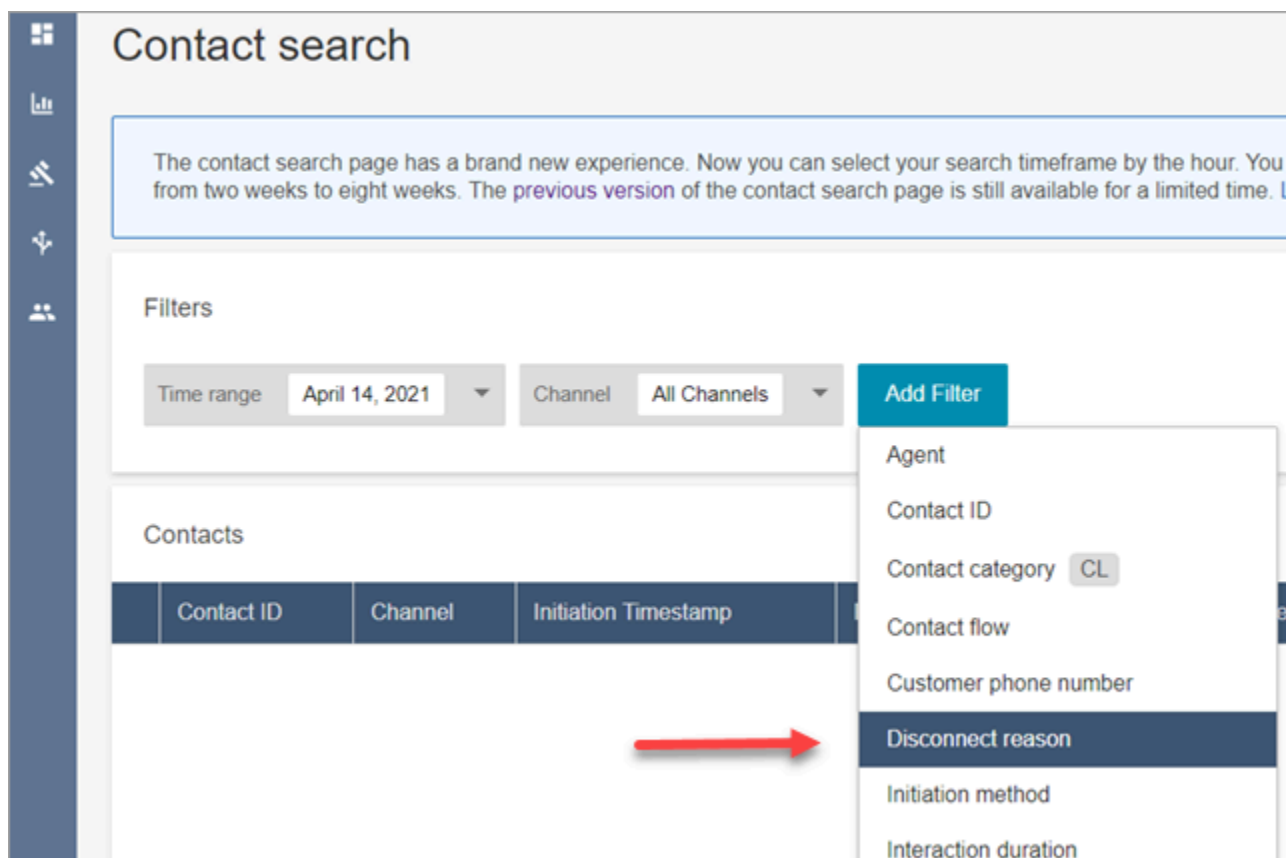 Contact search
The contact search page has a brand new experience. Now you can select your search timeframe by the hour. You
from two weeks to eight weeks. The previous version of the contact search page is still available for a limited time.
Filters
Time range April 14, 2021 Channel All Channels Add Filter
Agent
Contact ID
Contacts
Contact category CL
Contact ID Channel Initiation Timestamp
Contact flow
Customer phone number
Disconnect reason
Initiation method
Interaction duration